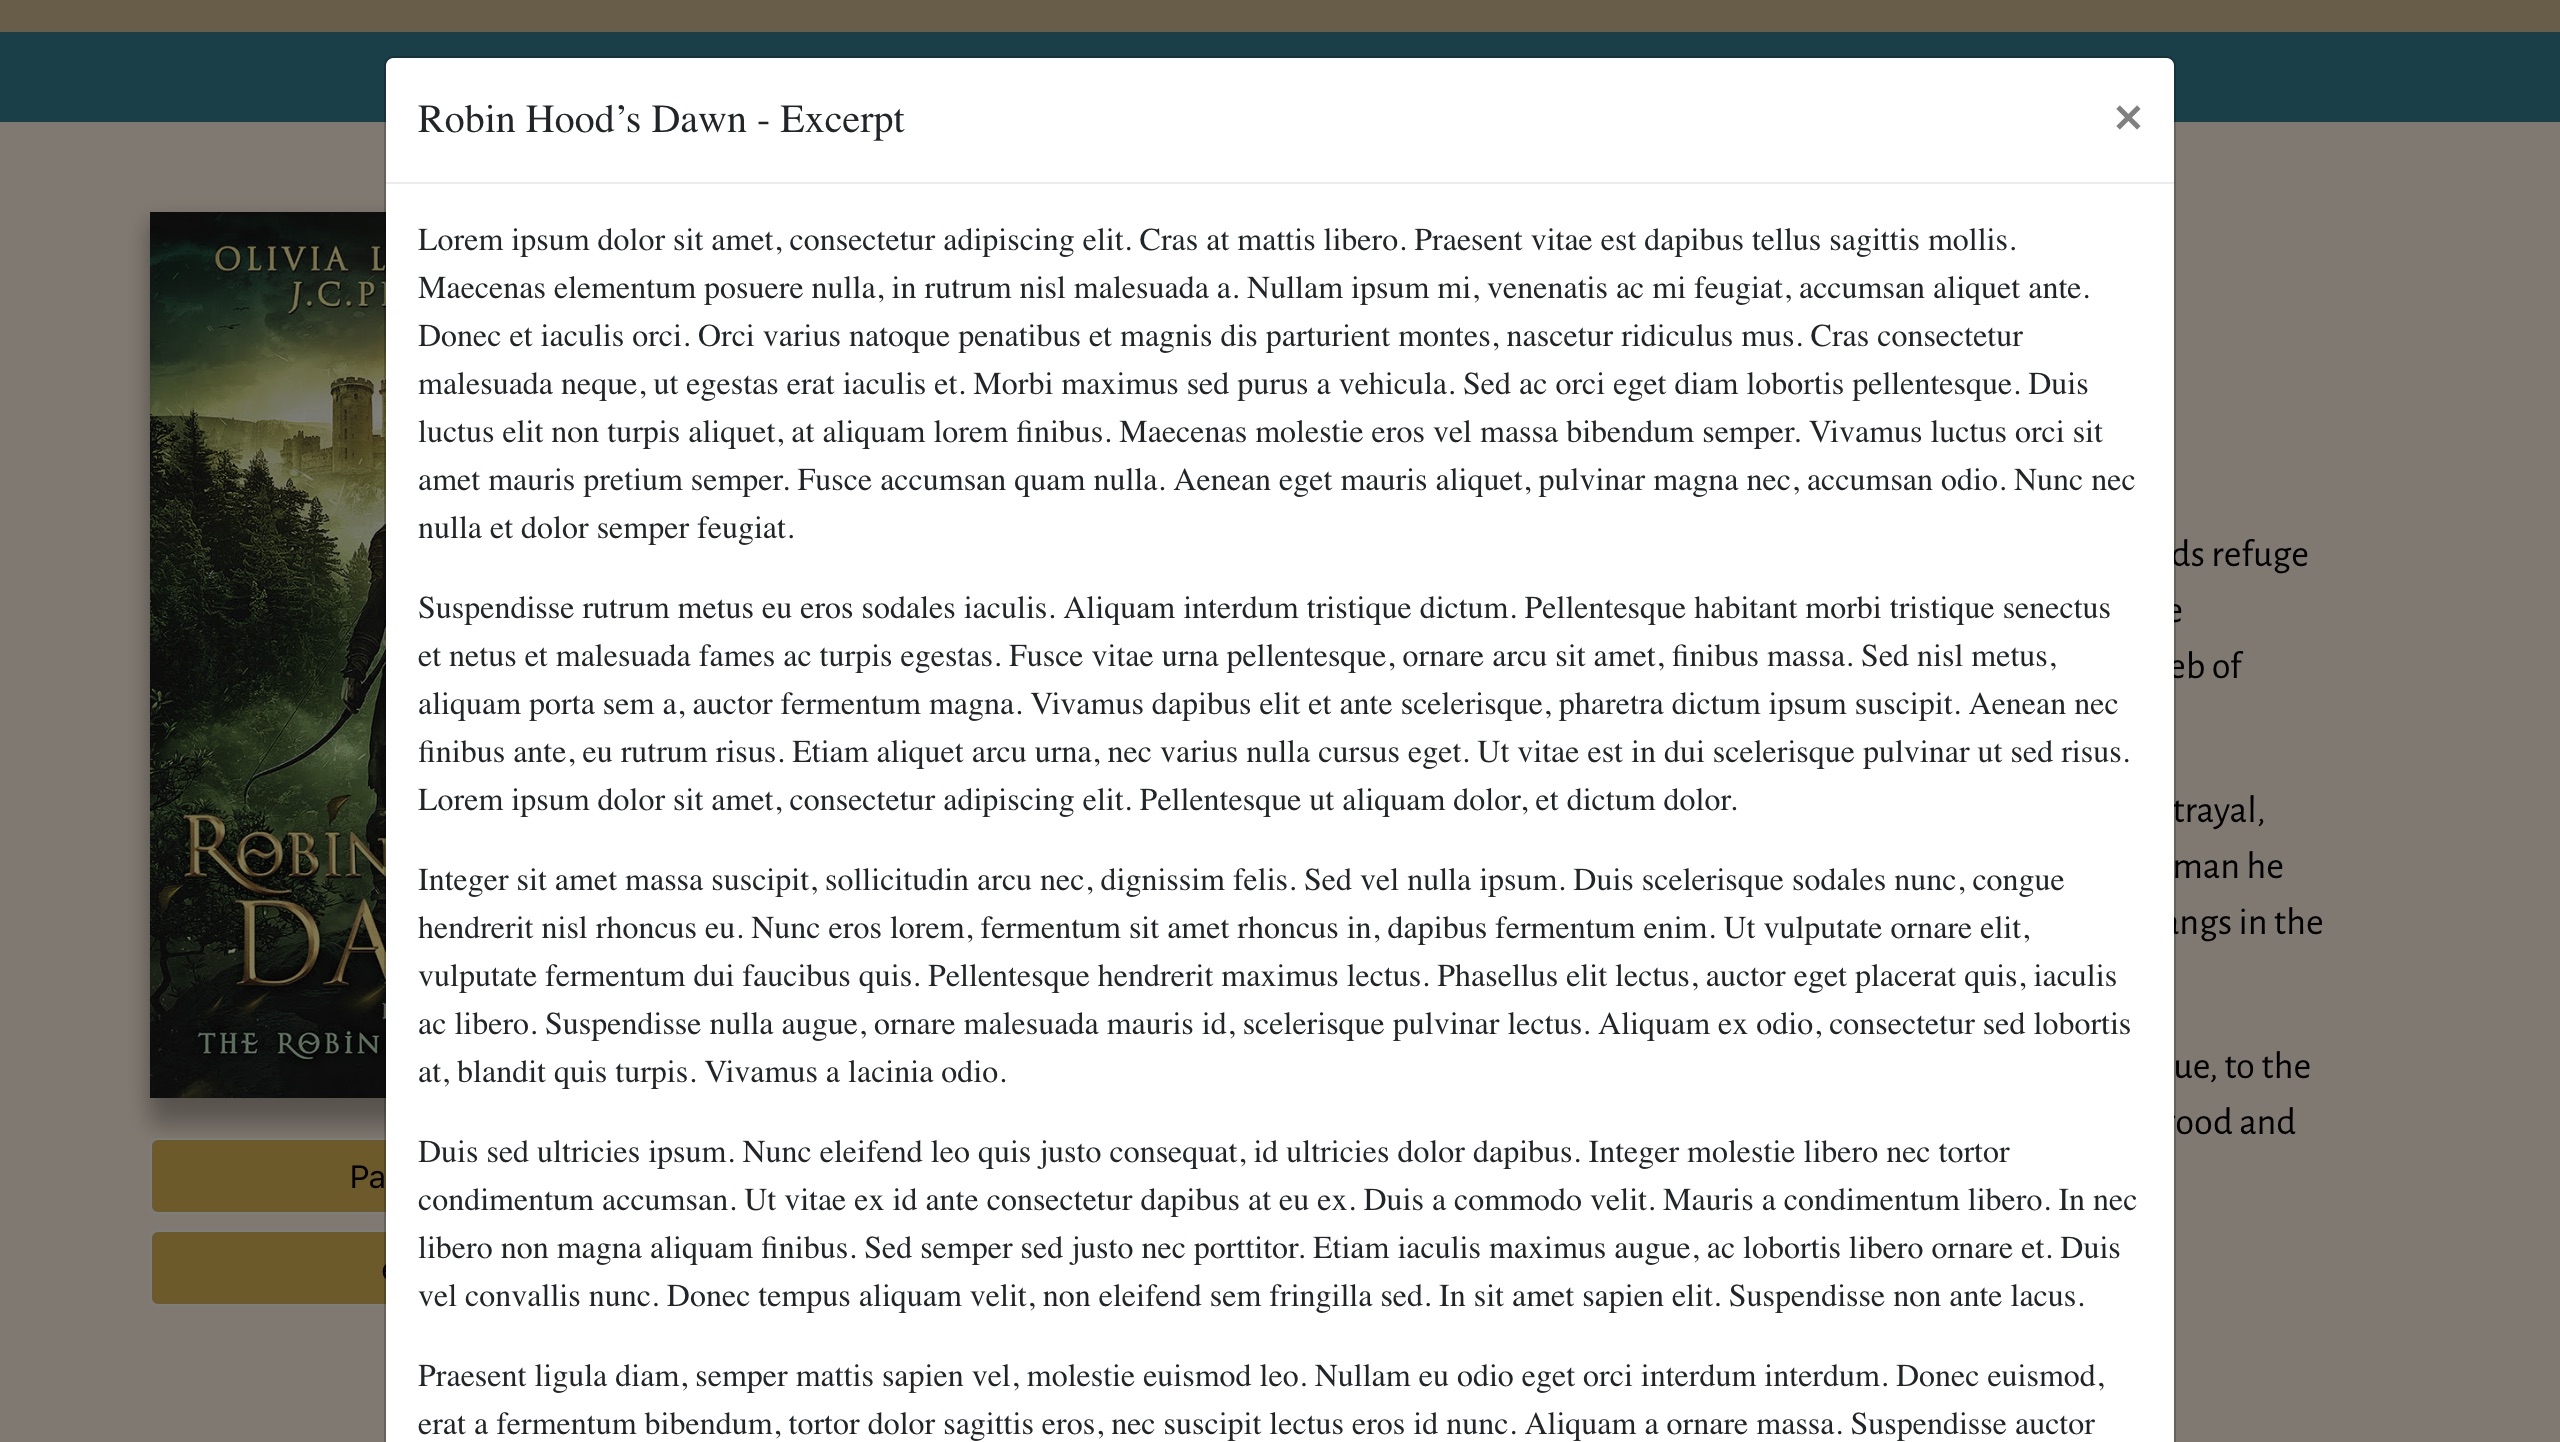 Robin Hood’s Dawn - Excerpt
×
Lorem ipsum dolor sit amet, consectetur adipiscing elit. Cras at mattis libero. Praesent vitae est dapibus tellus sagittis mollis.
Maecenas elementum posuere nulla, in rutrum nisl malesuada a. Nullam ipsum mi, venenatis ac mi feugiat, accumsan aliquet ante.
Donec et iaculis orci. Orci varius natoque penatibus et magnis dis parturient montes, nascetur ridiculus mus. Cras consectetur
malesuada neque, ut egestas erat iaculis et. Morbi maximus sed purus a vehicula. Sed ac orci eget diam lobortis pellentesque. Duis
luctus elit non turpis aliquet, at aliquam lorem finibus. Maecenas molestie eros vel massa bibendum semper. Vivamus luctus orci sit
amet mauris pretium semper. Fusce accumsan quam nulla. Aenean eget mauris aliquet, pulvinar magna nec, accumsan odio. Nunc nec
nulla et dolor semper feugiat.
Suspendisse rutrum metus eu eros sodales iaculis. Aliquam interdum tristique dictum. Pellentesque habitant morbi tristique senectus
et netus et malesuada fames ac turpis egestas. Fusce vitae urna pellentesque, ornare arcu sit amet, finibus massa. Sed nisl metus,
aliquam porta sem a, auctor fermentum magna. Vivamus dapibus elit et ante scelerisque, pharetra dictum ipsum suscipit. Aenean nec
finibus ante, eu rutrum risus. Etiam aliquet arcu urna, nec varius nulla cursus eget. Ut vitae est in dui scelerisque pulvinar ut sed risus.
Lorem ipsum dolor sit amet, consectetur adipiscing elit. Pellentesque ut aliquam dolor, et dictum dolor.
Integer sit amet massa suscipit, sollicitudin arcu nec, dignissim felis. Sed vel nulla ipsum. Duis scelerisque sodales nunc, congue
hendrerit nisl rhoncus eu. Nunc eros lorem, fermentum sit amet rhoncus in, dapibus fermentum enim. Ut vulputate ornare elit,
vulputate fermentum dui faucibus quis. Pellentesque hendrerit maximus lectus. Phasellus elit lectus, auctor eget placerat quis, iaculis
ac libero. Suspendisse nulla augue, ornare malesuada mauris id, scelerisque pulvinar lectus. Aliquam ex odio, consectetur sed lobortis
at, blandit quis turpis. Vivamus a lacinia odio.
Duis sed ultricies ipsum. Nunc eleifend leo quis justo consequat, id ultricies dolor dapibus. Integer molestie libero nec tortor
condimentum accumsan. Ut vitae ex id ante consectetur dapibus at eu ex. Duis a commodo velit. Mauris a condimentum libero. In nec
libero non magna aliquam finibus. Sed semper sed justo nec porttitor. Etiam iaculis maximus augue, ac lobortis libero ornare et. Duis
vel convallis nunc. Donec tempus aliquam velit, non eleifend sem fringilla sed. In sit amet sapien elit. Suspendisse non ante lacus.
Praesent ligula diam, semper mattis sapien vel, molestie euismod leo. Nullam eu odio eget orci interdum interdum. Donec euismod,
erat a fermentum bibendum, tortor dolor sagittis eros, nec suscipit lectus eros id nunc. Aliquam a ornare massa. Suspendisse auctor
OLIVIA L
J.C.P
ROBIN
DA
THE ROBIN
Pa
ds refuge
e
eb of
trayal,
man he
angs in the
ue, to the
ood and